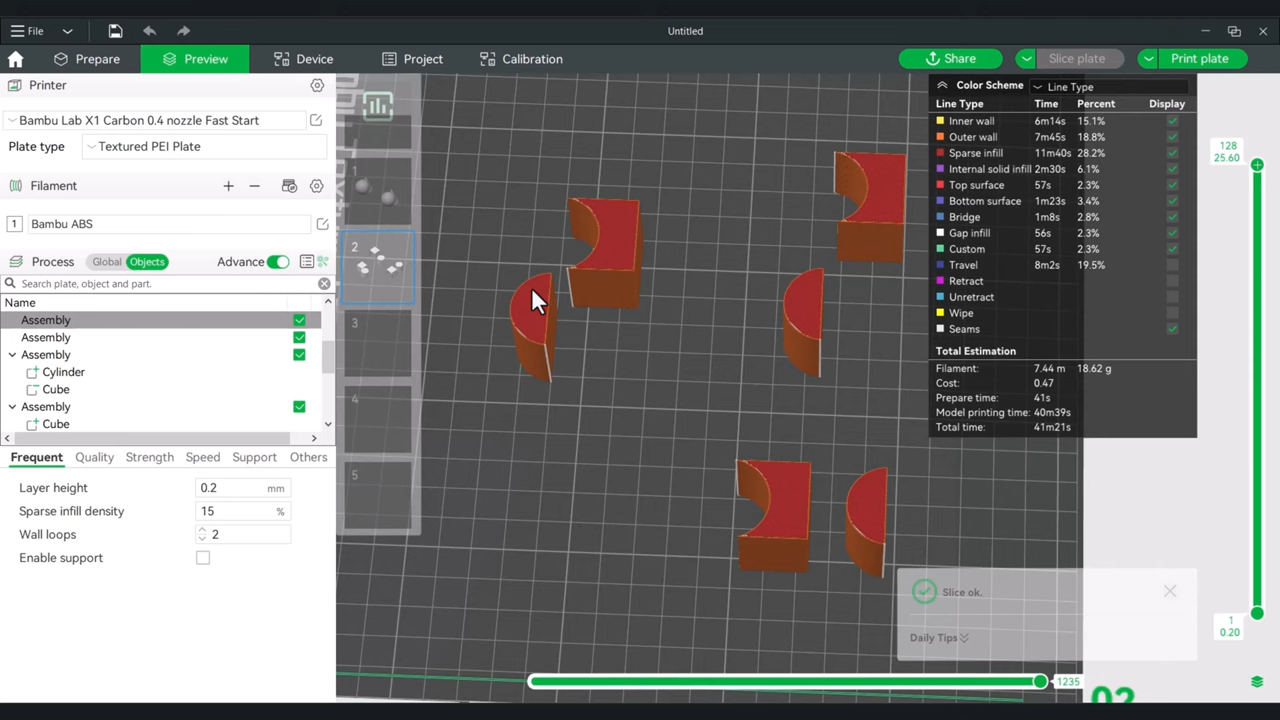 File
Untitled
Prepare
Preview
Device
Project
Calibration
Share
Slice plate
Print plate
Printer
Bambu Lab X1 Carbon 0.4 nozzle Fast Start
Plate type
Textured PEI Plate
Filament
1
Bambu ABS
Process
Global
Objects
Advance
Search plate, object and part.
Name
Assembly
Assembly
Assembly
Cylinder
Cube
Assembly
Cube
Frequent
Quality
Strength
Speed
Support
Others
Layer height
0.2
mm
Sparse infill density
15
%
Wall loops
2
Enable support
1
2
3
4
5
Color Scheme
Line Type
Line Type Time Percent Display
Inner wall 6m14s 15.1%
Outer wall 7m45s 18.8%
Sparse infill 11m40s 28.2%
Internal solid infill 2m30s 6.1%
Top surface 57s 2.3%
Bottom surface 1m23s 3.4%
Bridge 1m8s 2.8%
Gap infill 56s 2.3%
Custom 57s 2.3%
Travel 8m2s 19.5%
Retract
Unretract
Wipe
Seams
Total Estimation
Filament: 7.44 m 18.62 g
Cost: 0.47
Prepare time: 41s
Model printing time: 40m39s
Total time: 41m21s
128
25.60
1
0.20
Slice ok.
Daily Tips
1235
02